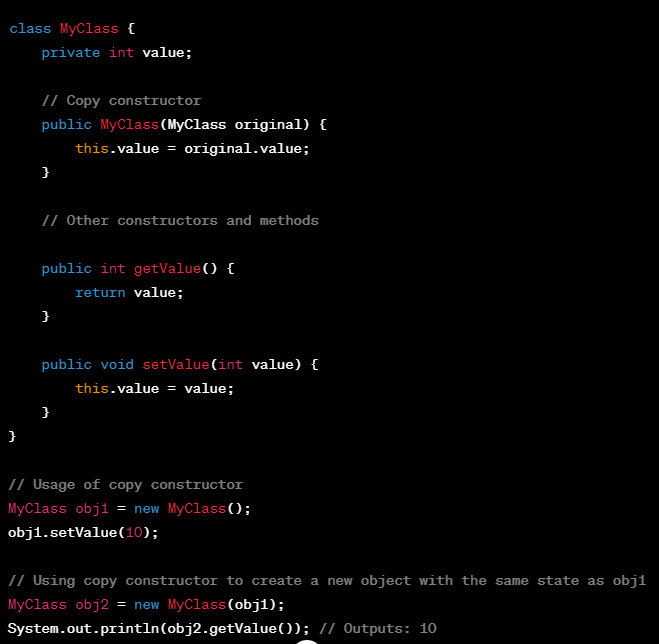 class MyClass {
    private int value;

    // Copy constructor
    public MyClass(MyClass original) {
        this.value = original.value;
    }

    // Other constructors and methods

    public int getValue() {
        return value;
    }

    public void setValue(int value) {
        this.value = value;
    }
}

// Usage of copy constructor
MyClass obj1 = new MyClass();
obj1.setValue(10);

// Using copy constructor to create a new object with the same state as obj1
MyClass obj2 = new MyClass(obj1);
System.out.println(obj2.getValue()); // Outputs: 10